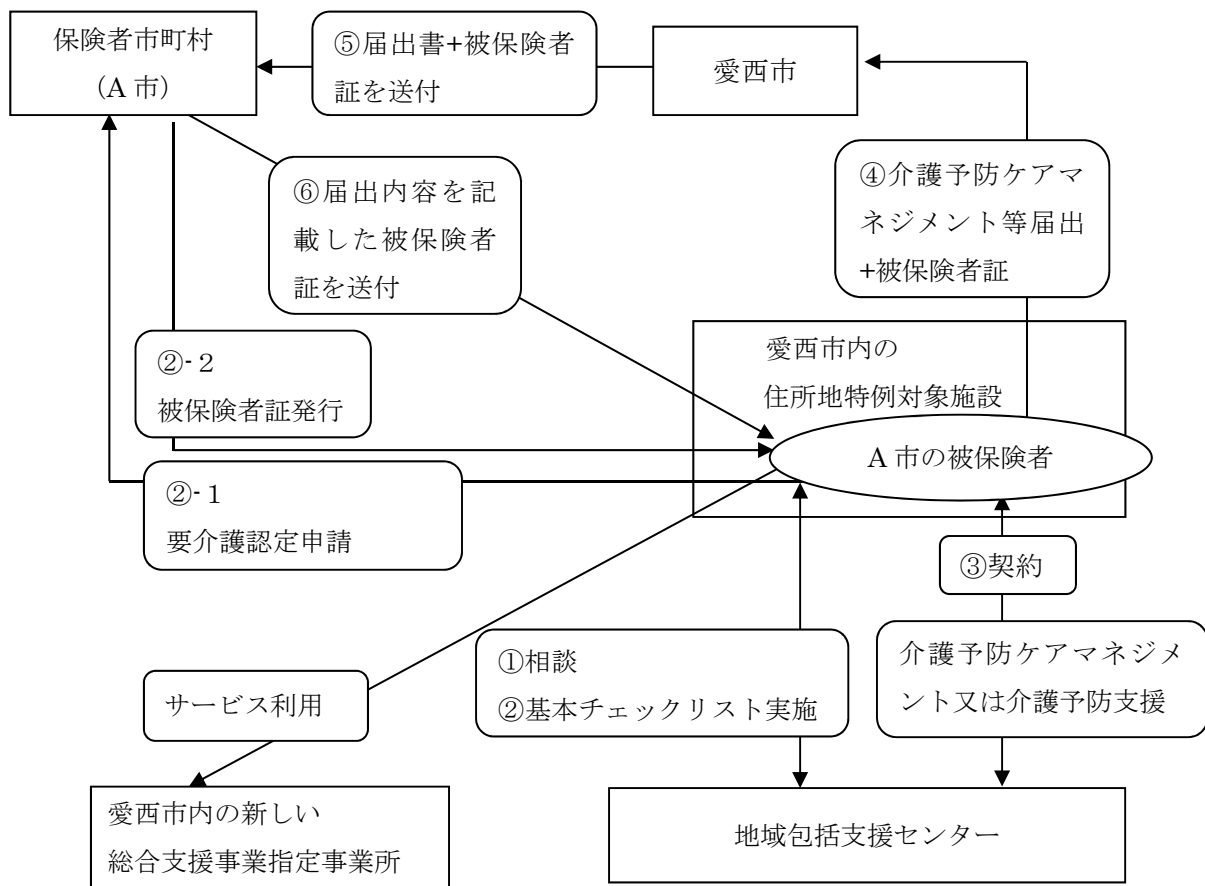 保険者市町村
(A 市)
⑤届出書+被保険者
証を送付
愛西市
④介護予防ケアマ
ネジメント等届出
+被保険者証
⑥届出内容を記
載した被保険者
証を送付
②-２
被保険者証発行
愛西市内の
住所地特例対象施設
A 市の被保険者
②-１
要介護認定申請
③契約
①相談
②基本チェックリスト実施
介護予防ケアマネジメ
ント又は介護予防支援
サービス利用
愛西市内の新しい
総合支援事業指定事業所
地域包括支援センター